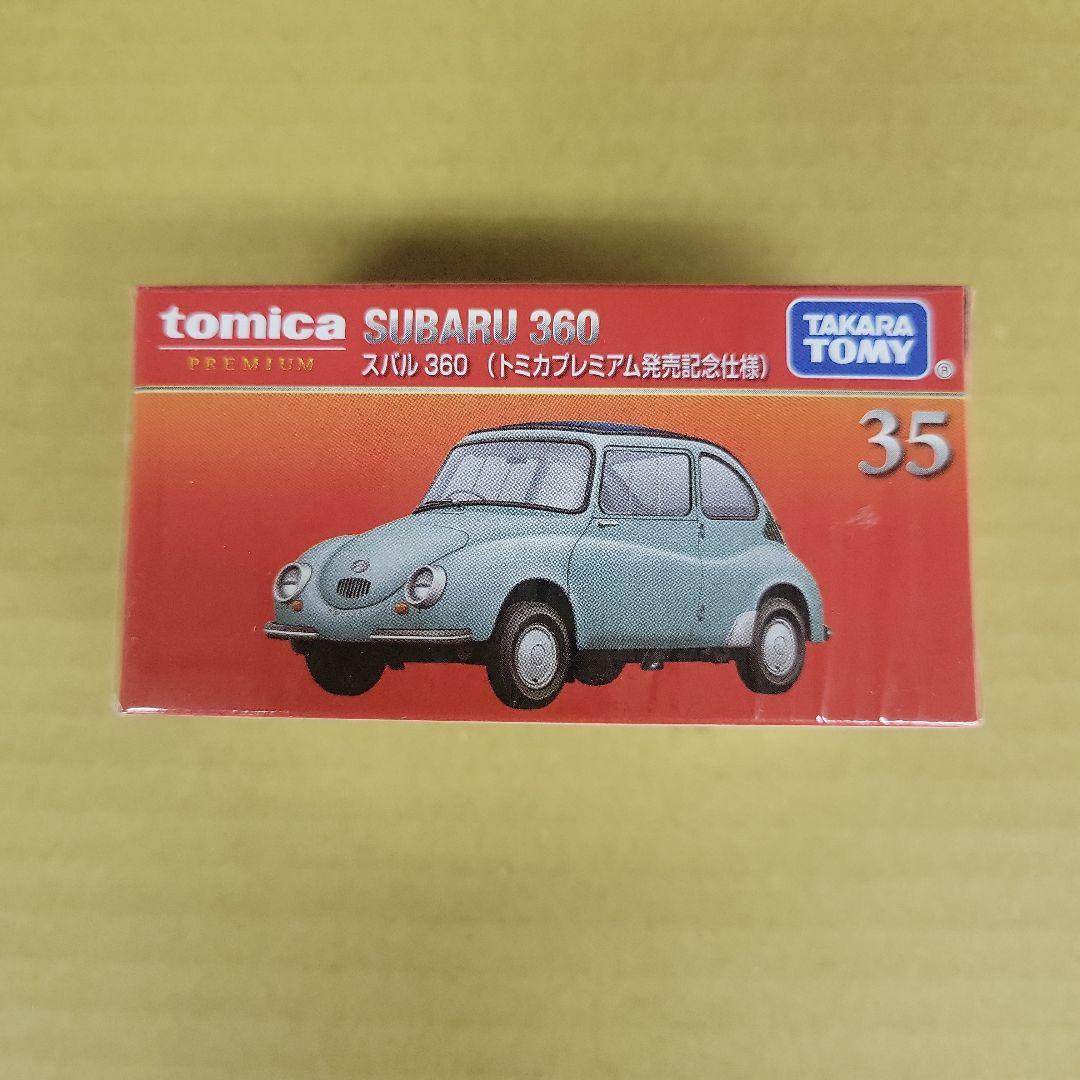 tomica
PREMIUM
SUBARU 360
スバル 360 (トミカプレミアム発売記念仕様)
TAKARA
TOMY
®
35